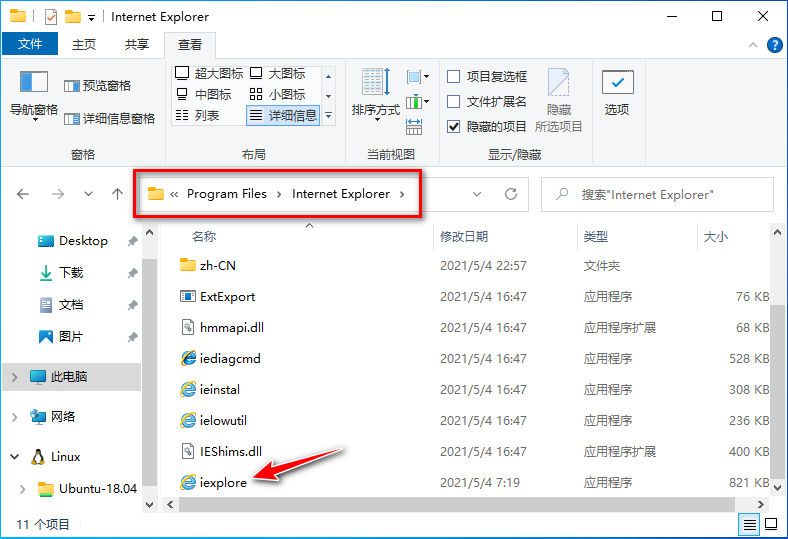 Internet Explorer
文件 主页 共享 查看
导航窗格
预览窗格
详细信息窗格
窗格
超大图标 大图标
中图标 小图标
列表 详细信息
布局
排序方式
当前视图
项目复选框
文件扩展名
隐藏的项目
隐藏
所选项目
显示/隐藏
选项
« Program Files › Internet Explorer ›
搜索"Internet Explorer"
Desktop
下载
文档
图片
此电脑
网络
Linux
Ubuntu-18.04
名称 修改日期 类型 大小
zh-CN 2021/5/4 22:57 文件夹
ExtExport 2021/5/4 16:47 应用程序 76 KB
hmmapi.dll 2021/5/4 16:47 应用程序扩展 68 KB
iediagcmd 2021/5/4 16:47 应用程序 528 KB
ieinstal 2021/5/4 16:47 应用程序 308 KB
ielowutil 2021/5/4 16:47 应用程序 236 KB
IEShims.dll 2021/5/4 16:47 应用程序扩展 400 KB
iexplore 2021/5/4 7:19 应用程序 821 KB
11 个项目